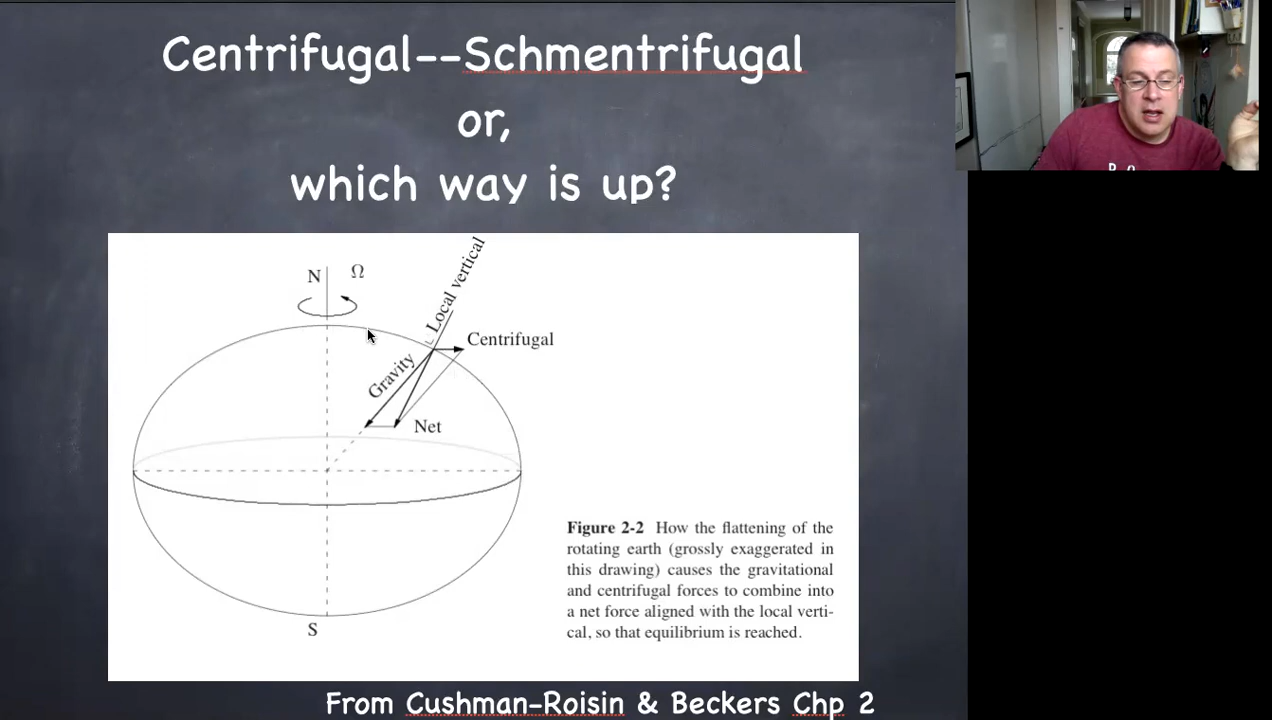 Centrifugal--Schmentrifugal
or,
which way is up?
N
Ω
Local vertical
Centrifugal
Gravity
Net
S
Figure 2-2 How the flattening of the
rotating earth (grossly exaggerated in
this drawing) causes the gravitational
and centrifugal forces to combine into
a net force aligned with the local verti-
cal, so that equilibrium is reached.
From Cushman-Roisin & Beckers Chp 2